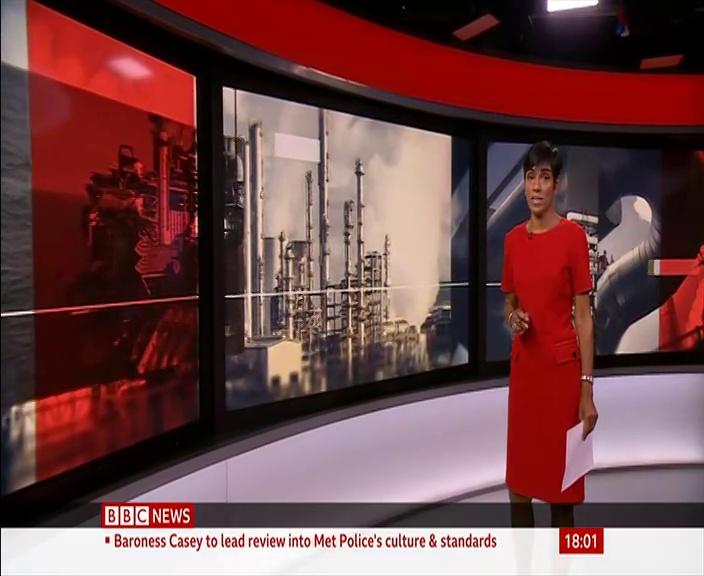 BBC NEWS
▪ Baroness Casey to lead review into Met Police's culture & standards
18:01